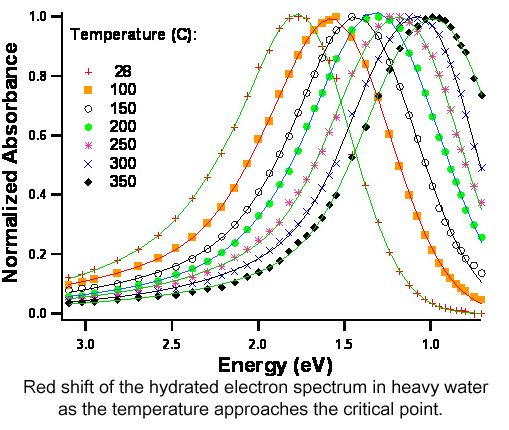 Temperature (C):
28
100
150
200
250
300
350
Normalized Absorbance
1.0
0.8
0.6
0.4
0.2
0.0
3.0 2.5 2.0 1.5 1.0
Energy (eV)
Red shift of the hydrated electron spectrum in heavy water
as the temperature approaches the critical point.